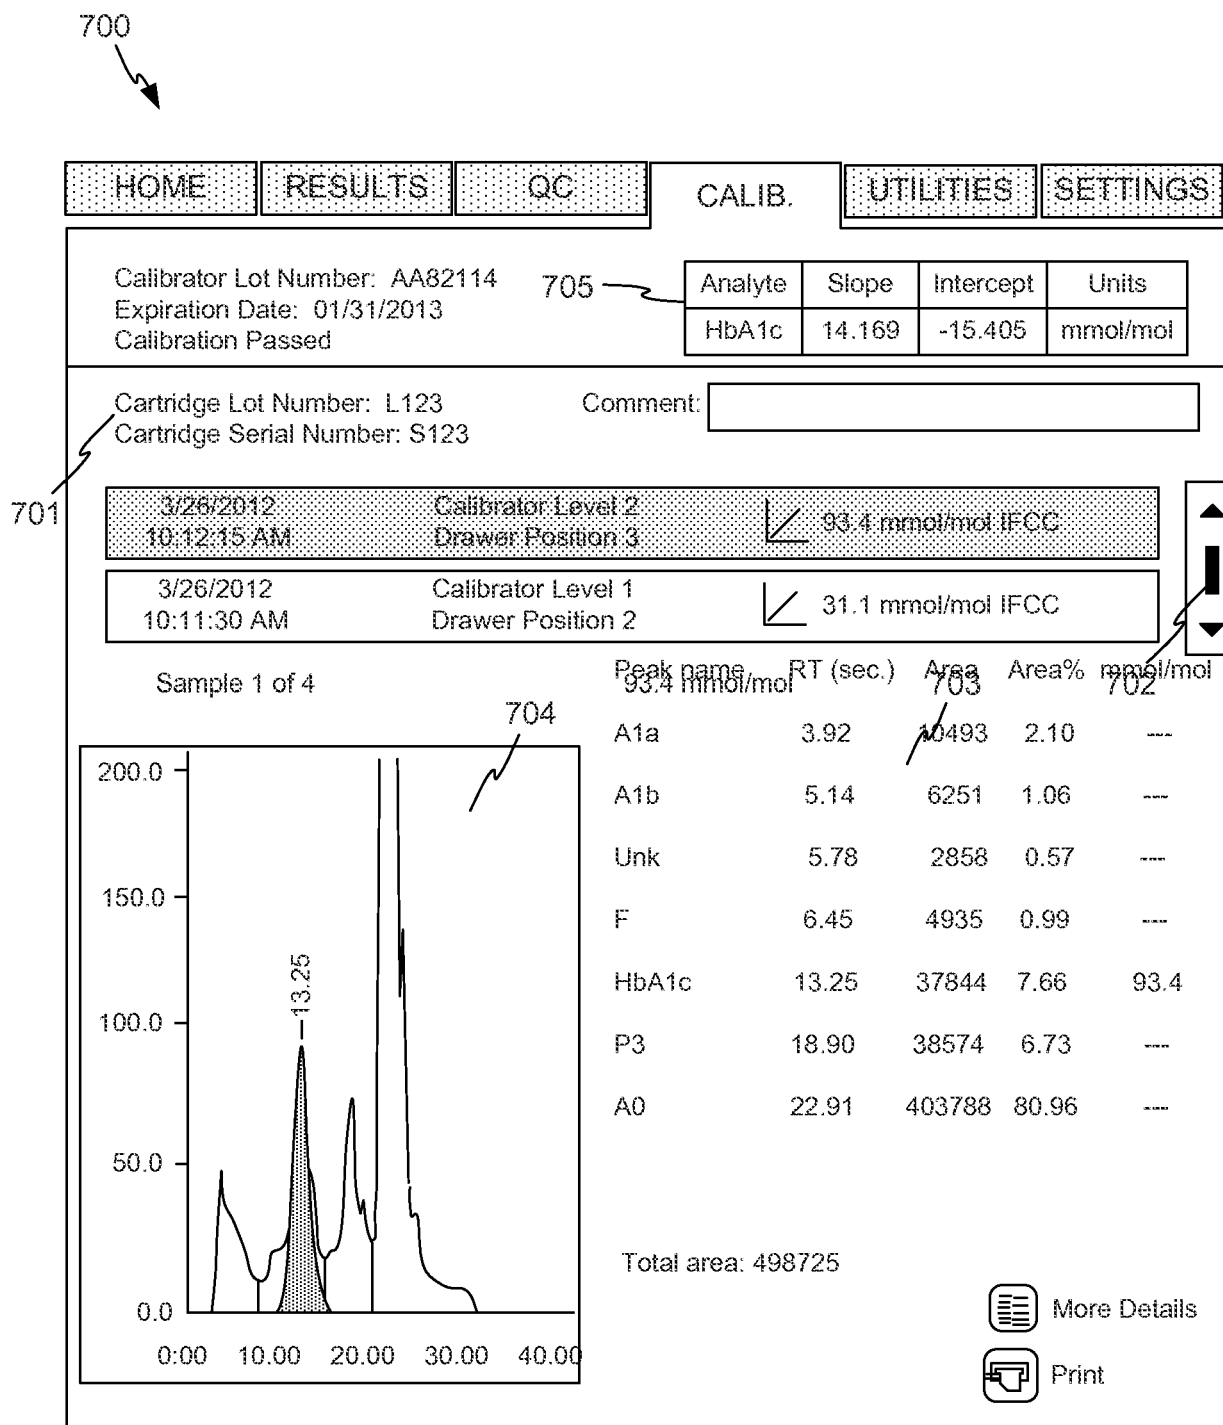 700
HOME RESULTS QC CALIB. UTILITIES SETTINGS
Calibrator Lot Number: AA82114
Expiration Date: 01/31/2013
Calibration Passed
705
Analyte Slope Intercept Units
HbA1c 14.169 -15.405 mmol/mol
Cartridge Lot Number: L123
Cartridge Serial Number: S123
Comment:
701
3/26/2012 Calibrator Level 2
10:12:15 AM Drawer Position 3
93.4 mmol/mol IFCC
3/26/2012 Calibrator Level 1
10:11:30 AM Drawer Position 2
31.1 mmol/mol IFCC
702
Sample 1 of 4 93.4 mmol/mol
Peak name RT (sec.) Area Area% mmol/mol
703
A1a 3.92 10493 2.10 ---
A1b 5.14 6251 1.06 ---
Unk 5.78 2858 0.57 ---
F 6.45 4935 0.99 ---
HbA1c 13.25 37844 7.66 93.4
P3 18.90 38574 6.73 ---
A0 22.91 403788 80.96 ---
704
200.0
150.0
13.25
100.0
50.0
0.0
0:00 10.00 20.00 30.00 40.00
Total area: 498725
More Details
Print